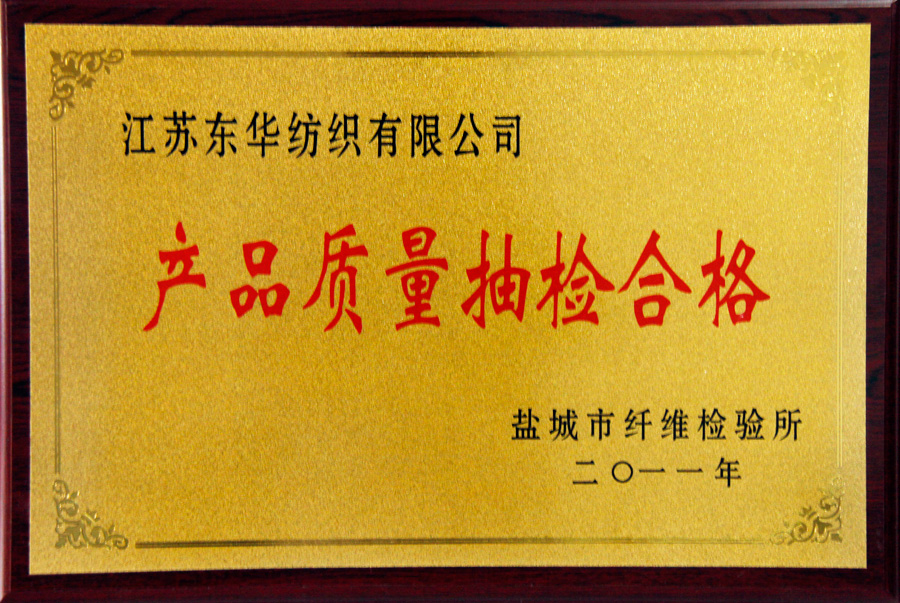 江苏东华纺织有限公司
产品质量抽检合格
盐城市纤维检验所
二〇一一年